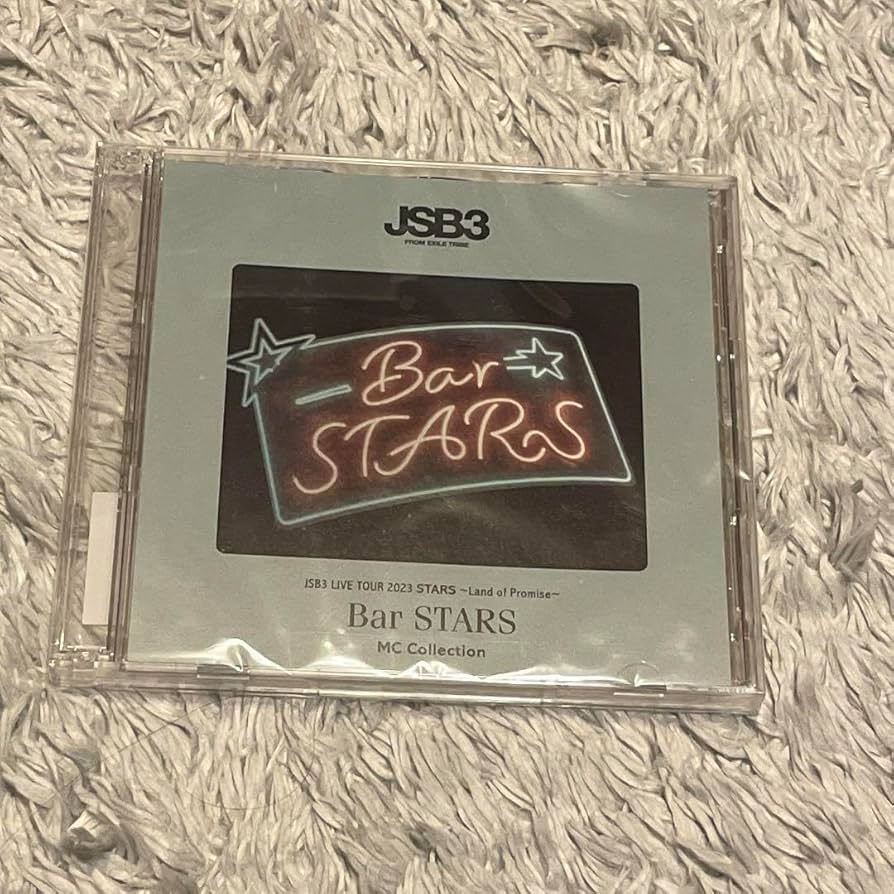 JSB3
FROM EXILE TRIBE
Bar
STARS
JSB3 LIVE TOUR 2023 STARS ~Land of Promise~
Bar STARS
MC Collection